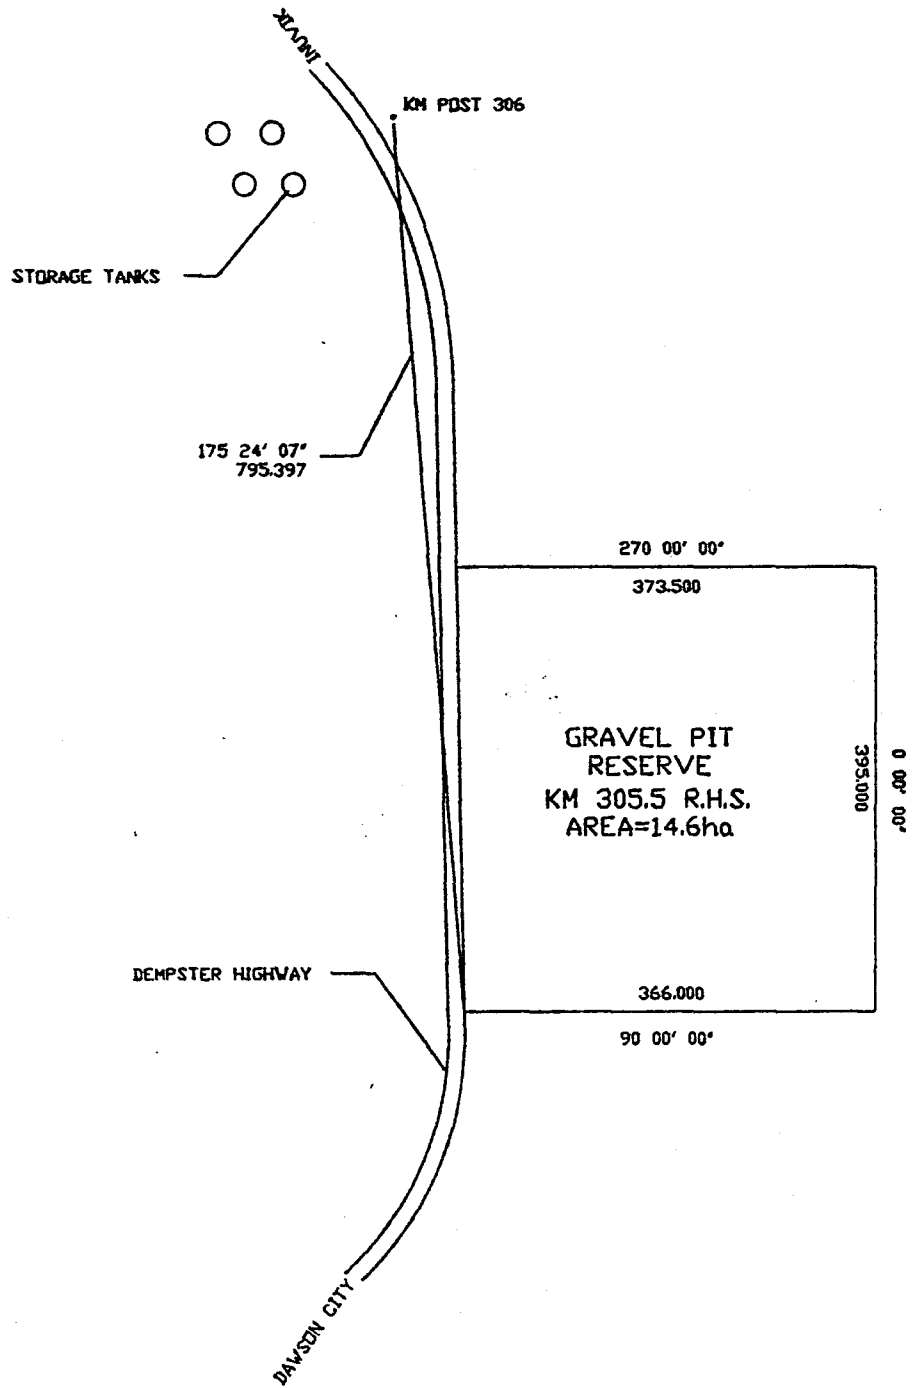 INUVIK
KM POST 306
STORAGE TANKS
175 24' 07"
795.397
270 00' 00"
373.500
GRAVEL PIT
RESERVE
KM 305.5 R.H.S.
AREA=14.6ha
395.000
0 00' 00"
DEMPSTER HIGHWAY
366.000
90 00' 00"
DAWSON CITY